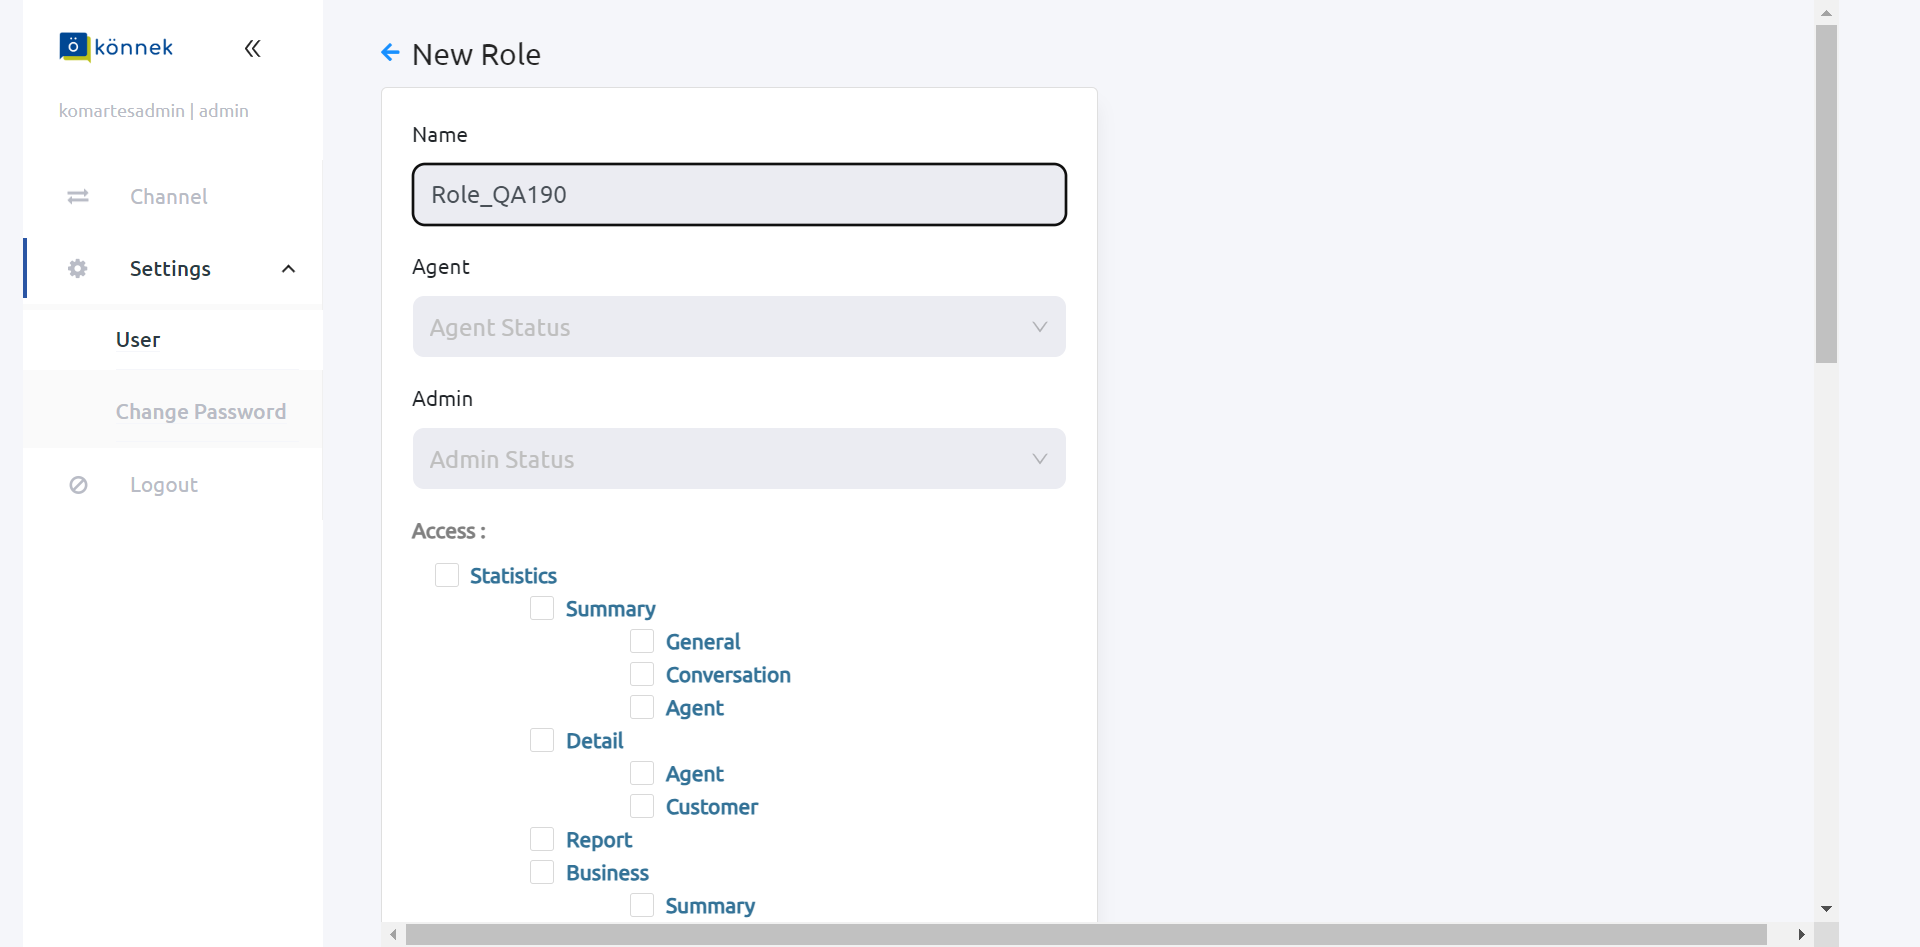 ö könnek
komartesadmin | admin
Channel
Settings
User
Change Password
Logout
New Role
Name
Role_QA190
Agent
Agent Status
Admin
Admin Status
Access :
Statistics
Summary
General
Conversation
Agent
Detail
Agent
Customer
Report
Business
Summary